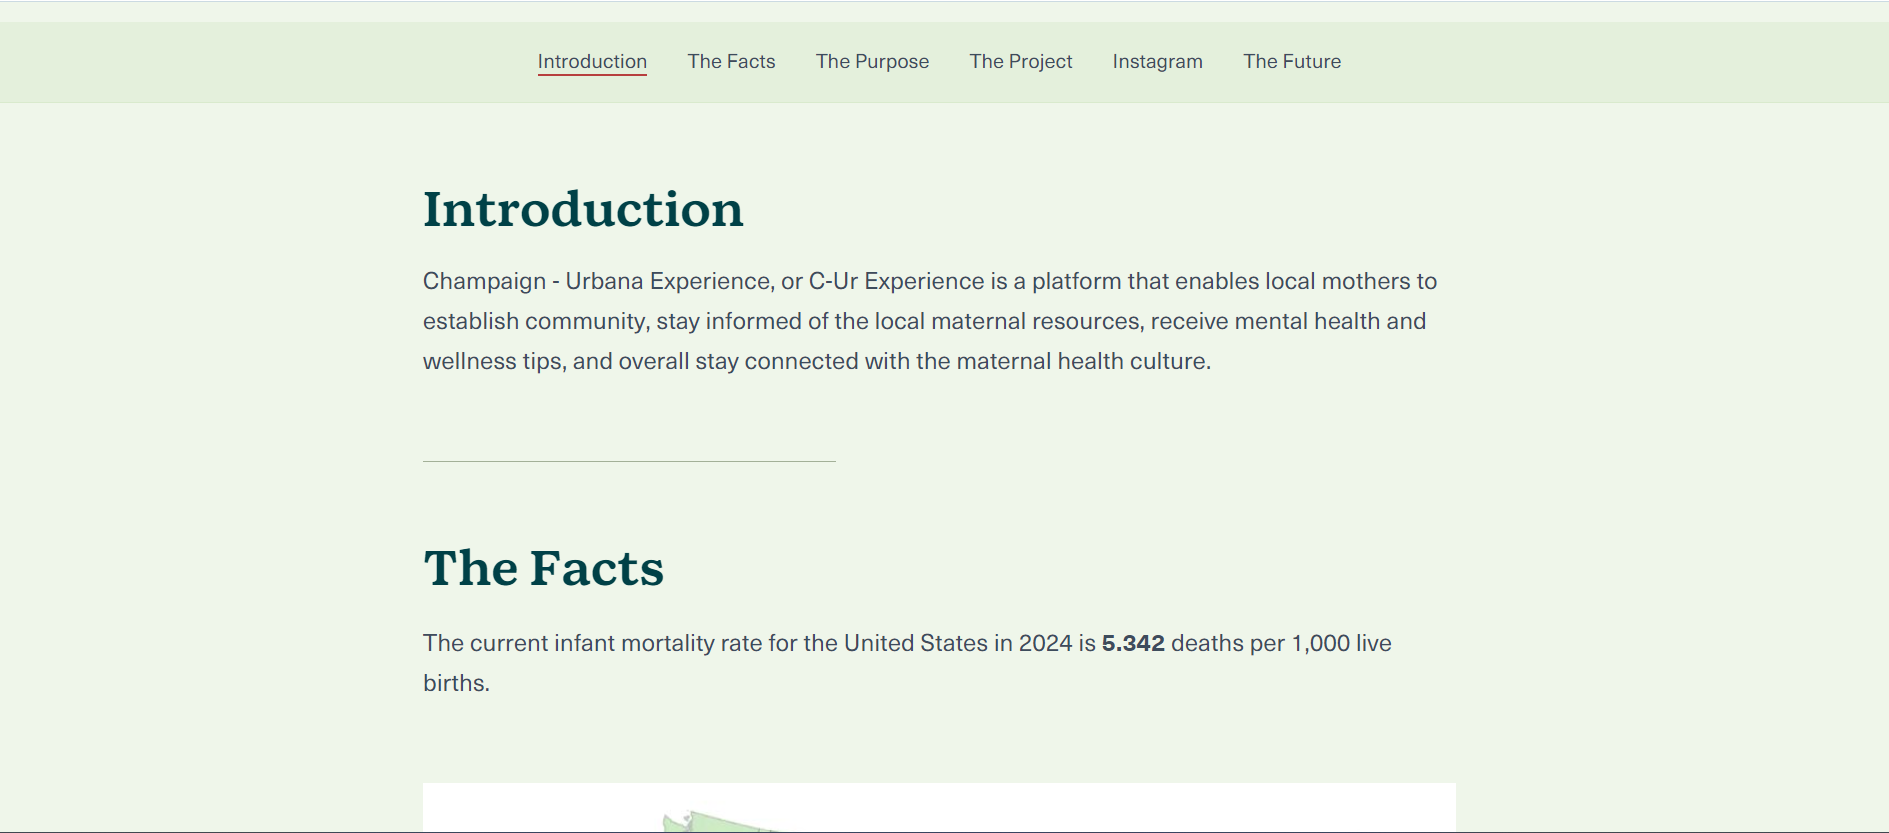 Introduction The Facts The Purpose The Project Instagram The Future
Introduction
Champaign - Urbana Experience, or C-Ur Experience is a platform that enables local mothers to
establish community, stay informed of the local maternal resources, receive mental health and
wellness tips, and overall stay connected with the maternal health culture.
The Facts
The current infant mortality rate for the United States in 2024 is 5.342 deaths per 1,000 live
births.